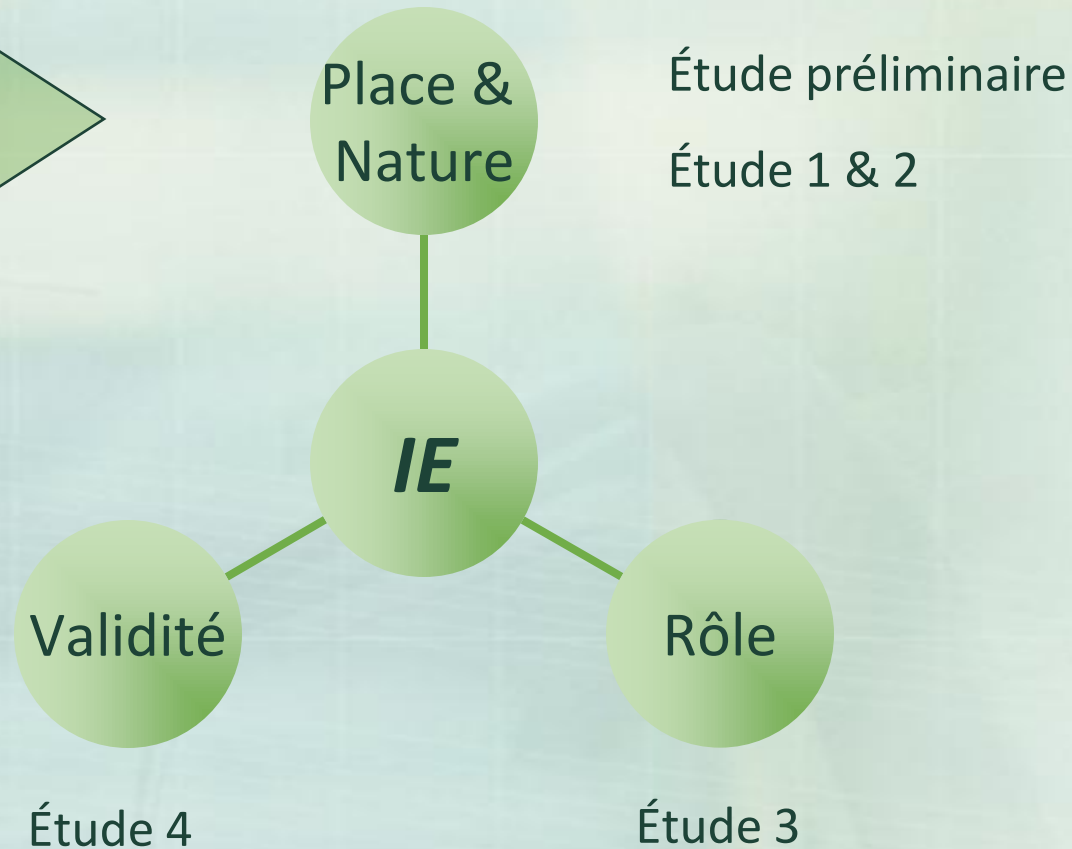 Place &
Nature
Étude préliminaire
Étude 1 & 2
IE
Validité
Rôle
Étude 4
Étude 3